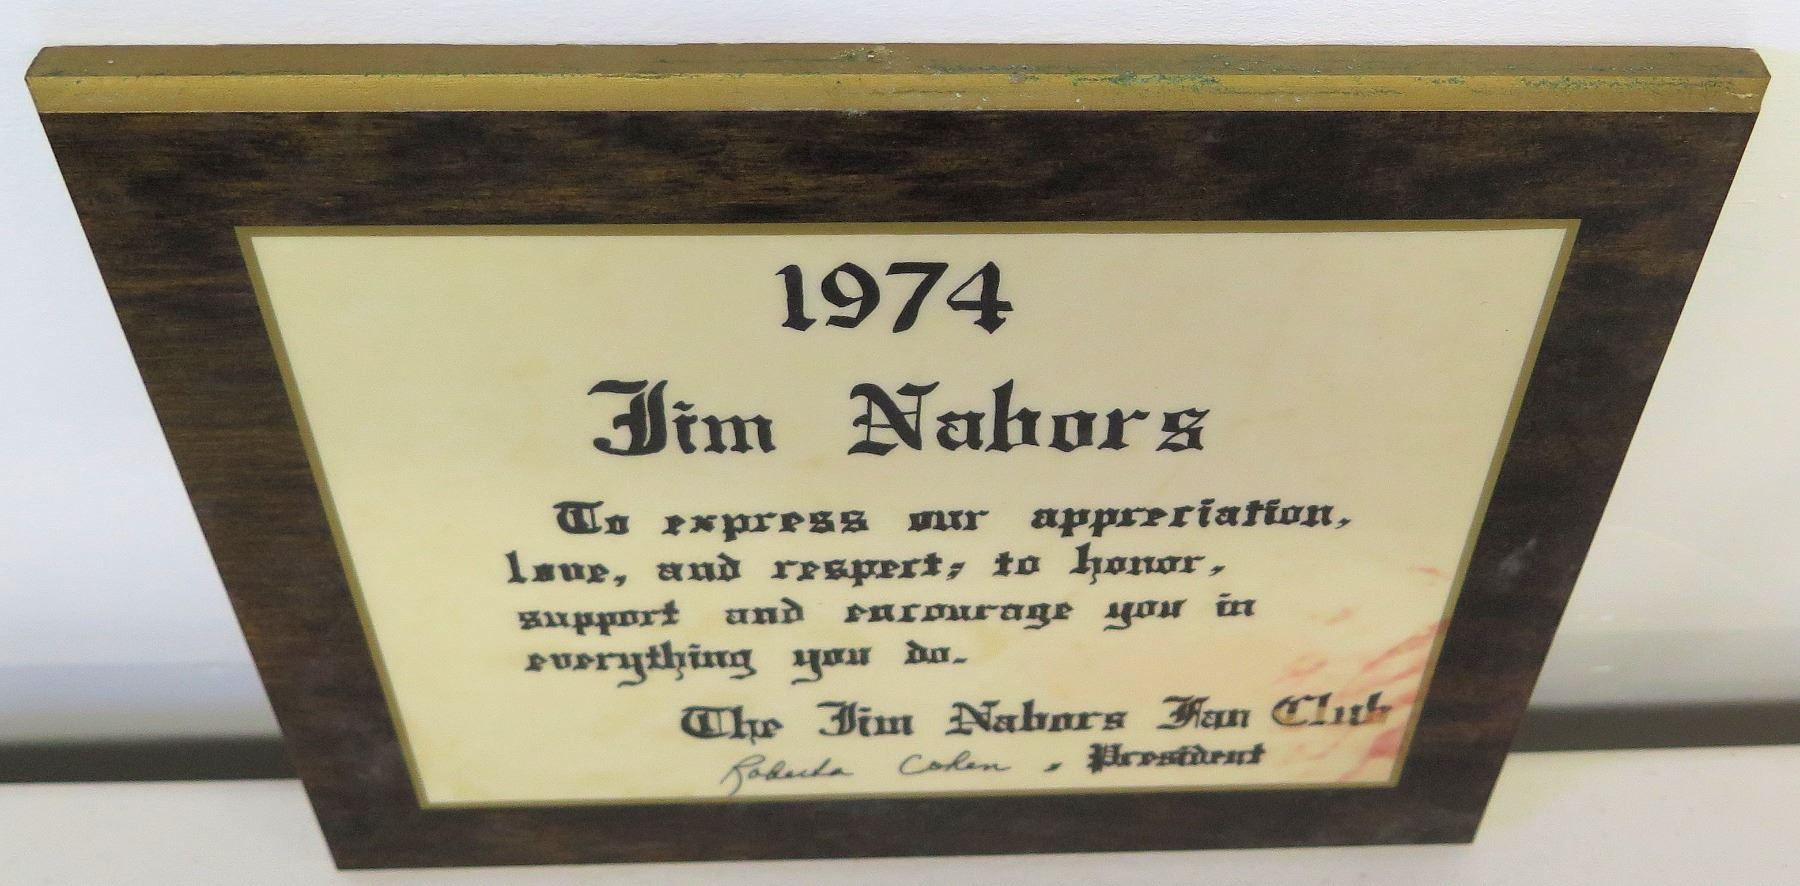 1974
Jim Nabors
To express our appreciation,
love, and respect; to honor,
support and encourage you in
everything you do.
The Jim Nabors Fan Club
Roberta Cohen, President